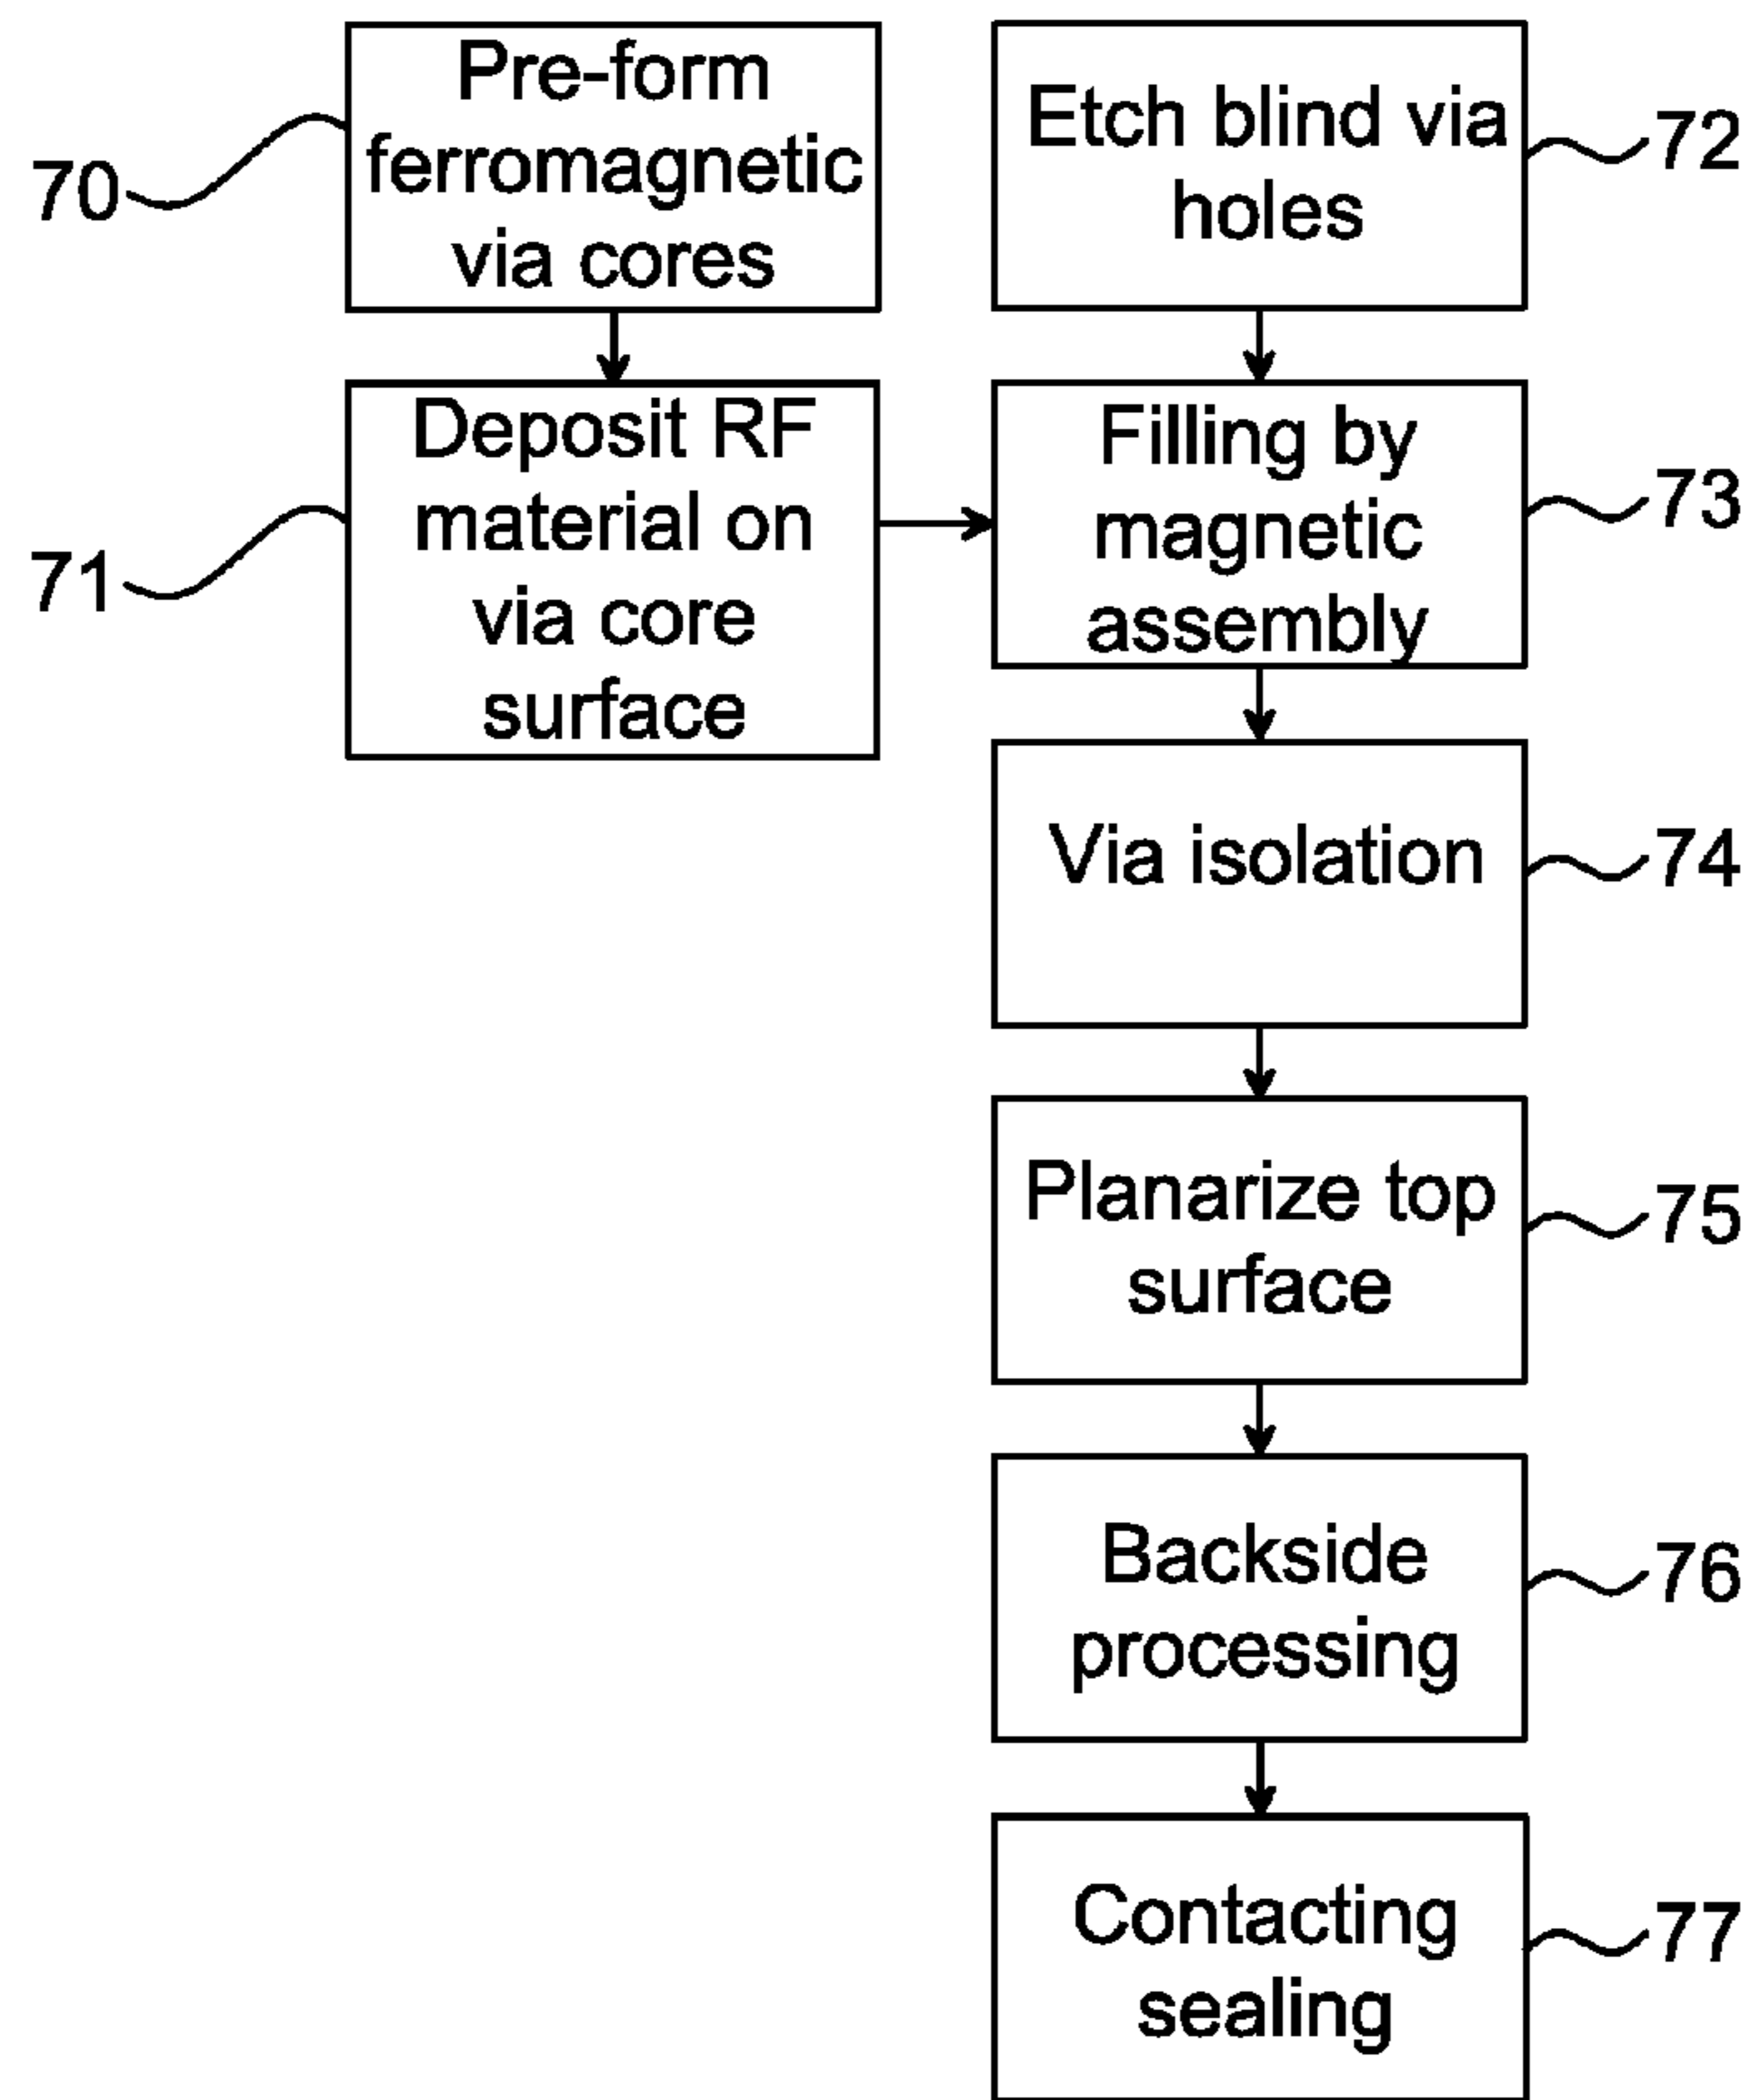 Pre-form
ferromagnetic
via cores
70
Deposit RF
material on
via core
surface
71
Etch blind via
holes
72
Filling by
magnetic
assembly
73
Via isolation
74
Planarize top
surface
75
Backside
processing
76
Contacting
sealing
77